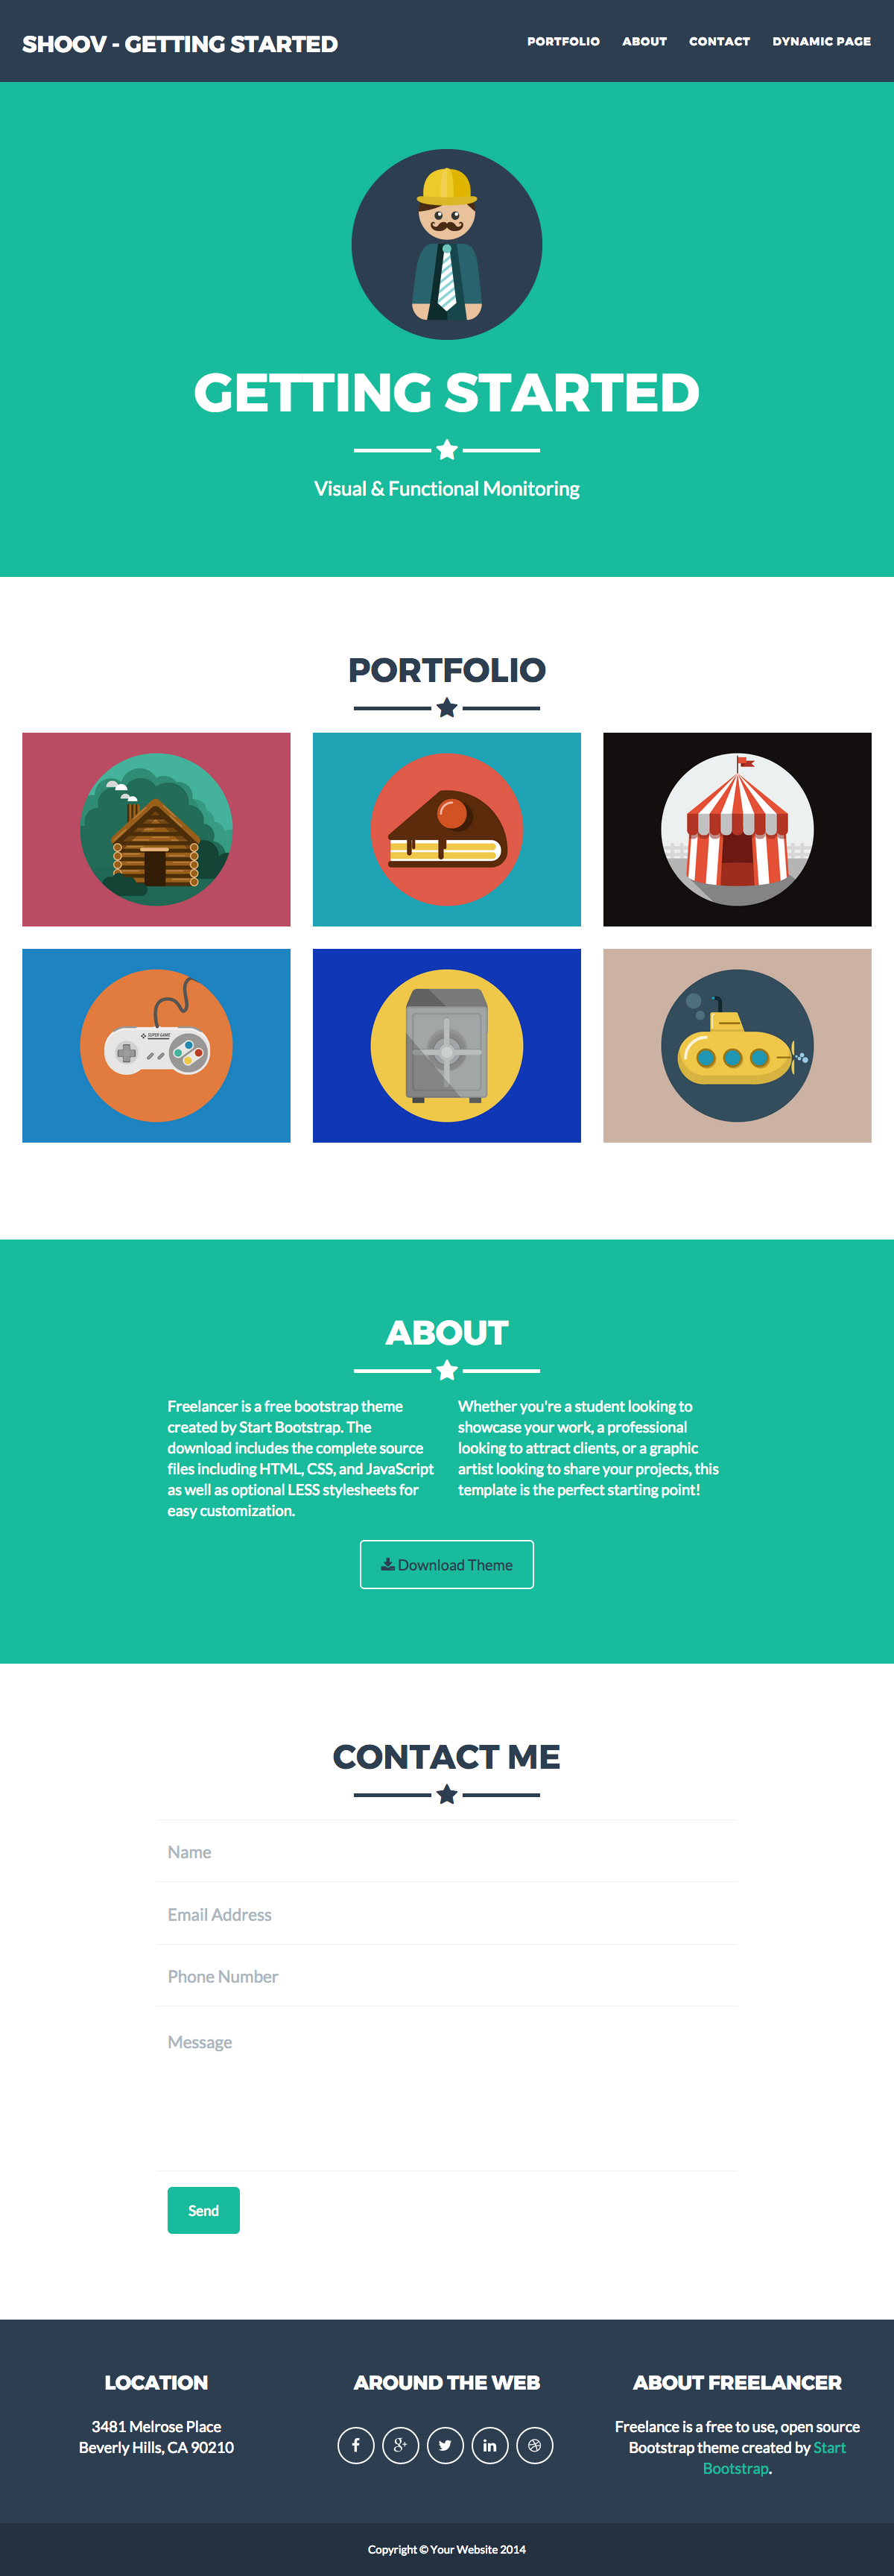 SHOOV - GETTING STARTED
PORTFOLIO
ABOUT
CONTACT
DYNAMIC PAGE
GETTING STARTED
Visual & Functional Monitoring
PORTFOLIO
SUPER GAME
ABOUT
Freelancer is a free bootstrap theme
created by Start Bootstrap. The
download includes the complete source
files including HTML, CSS, and JavaScript
as well as optional LESS stylesheets for
easy customization.
Whether you're a student looking to
showcase your work, a professional
looking to attract clients, or a graphic
artist looking to share your projects, this
template is the perfect starting point!
Download Theme
CONTACT ME
Name
Email Address
Phone Number
Message
Send
LOCATION
3481 Melrose Place
Beverly Hills, CA 90210
AROUND THE WEB
ABOUT FREELANCER
Freelance is a free to use, open source
Bootstrap theme created by Start
Bootstrap.
Copyright © Your Website 2014